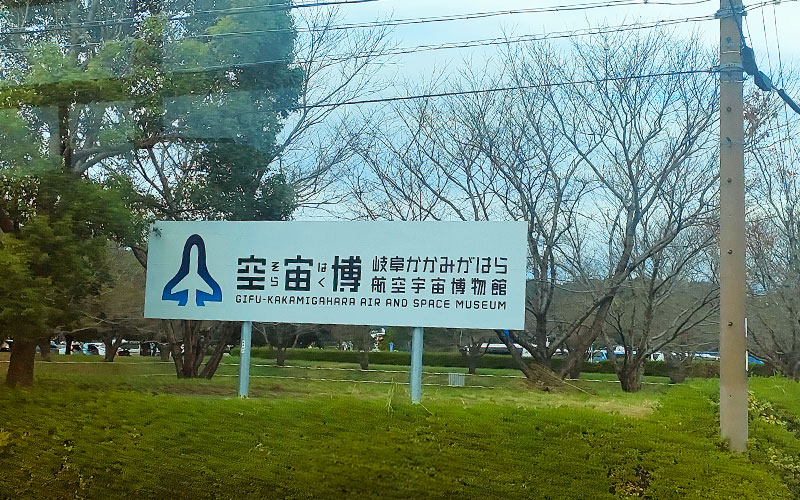 空宙博
そら
はく
岐阜かかみがはら
航空宇宙博物館
GIFU-KAKAMIGAHARA AIR AND SPACE MUSEUM